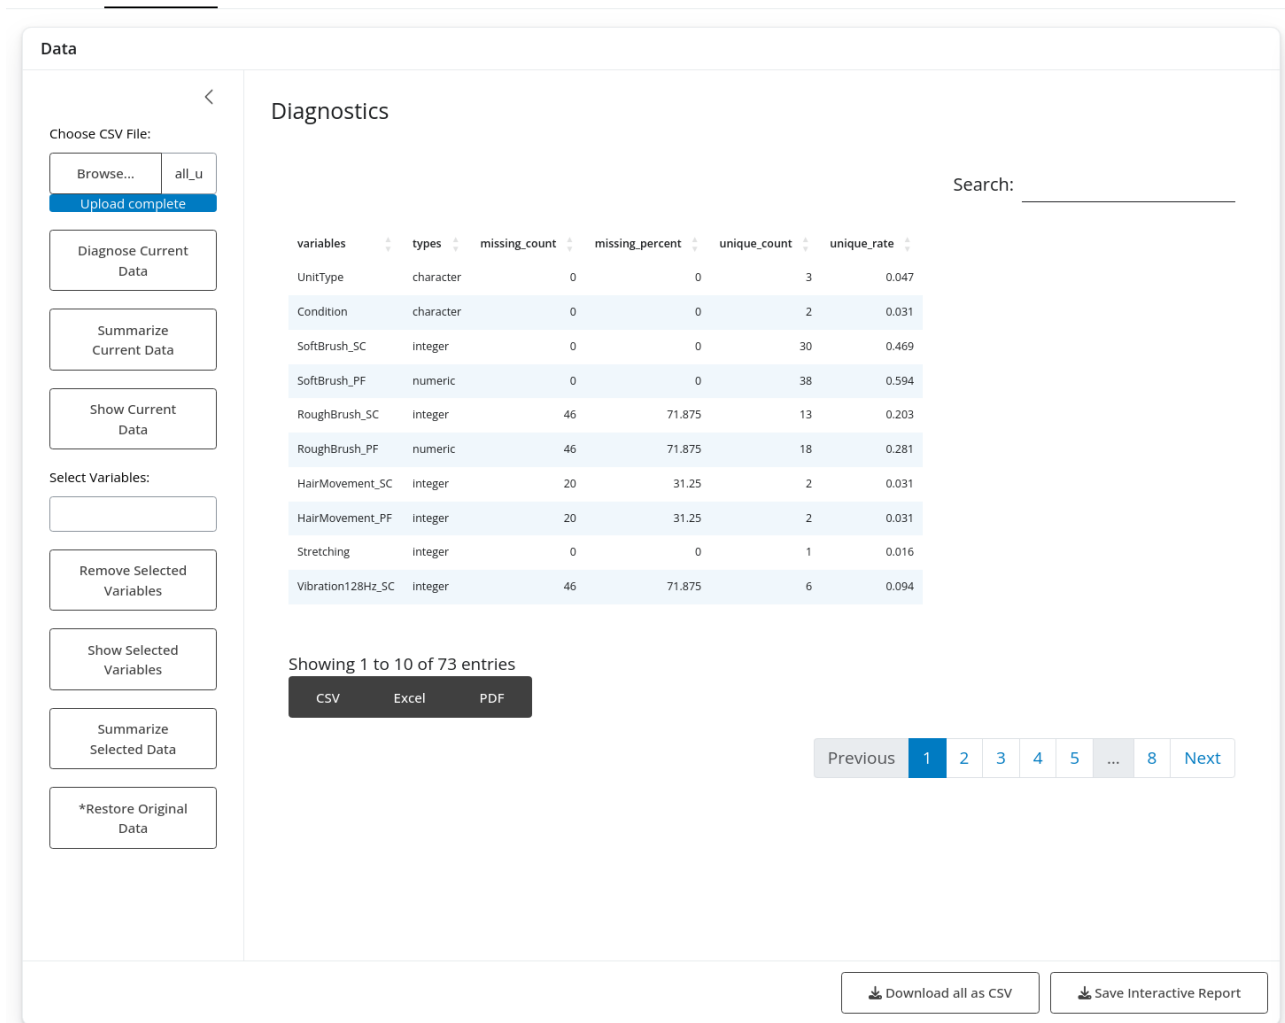 Data
Choose CSV File:
Browse... all_u
Upload complete
Diagnose Current
Data
Summarize
Current Data
Show Current
Data
Select Variables:
Remove Selected
Variables
Show Selected
Variables
Summarize
Selected Data
*Restore Original
Data
Diagnostics
Search:
variables types missing_count missing_percent unique_count unique_rate
UnitType character 0 0 3 0.047
Condition character 0 0 2 0.031
SoftBrush_SC integer 0 0 30 0.469
SoftBrush_PF numeric 0 0 38 0.594
RoughBrush_SC integer 46 71.875 13 0.203
RoughBrush_PF numeric 46 71.875 18 0.281
HairMovement_SC integer 20 31.25 2 0.031
HairMovement_PF integer 20 31.25 2 0.031
Stretching integer 0 0 1 0.016
Vibration128Hz_SC integer 46 71.875 6 0.094
Showing 1 to 10 of 73 entries
CSV Excel PDF
Previous 1 2 3 4 5 ... 8 Next
Download all as CSV Save Interactive Report